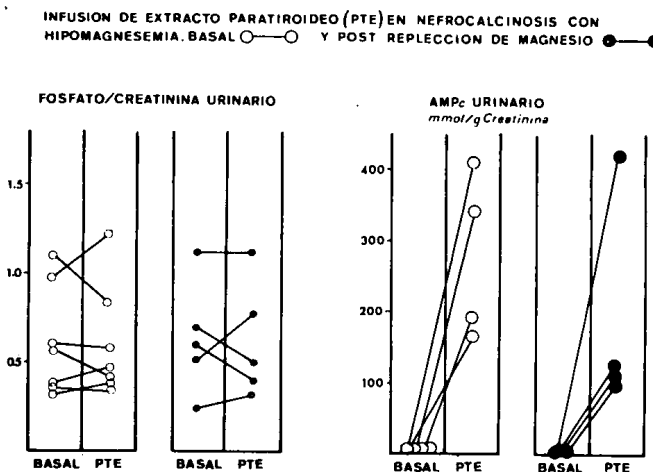 INFUSION DE EXTRACTO PARATIROIDEO (PTE) EN NEFROCALCINOSIS CON
HIPOMAGNESEMIA. BASAL Y POST REPLECCION DE MAGNESIO
FOSFATO/CREATININA URINARIO
AMPc URINARIO
mmol/g Creatinina
1.5
1.0
0.5
400
300
200
100
BASAL PTE BASAL PTE BASAL PTE BASAL PTE